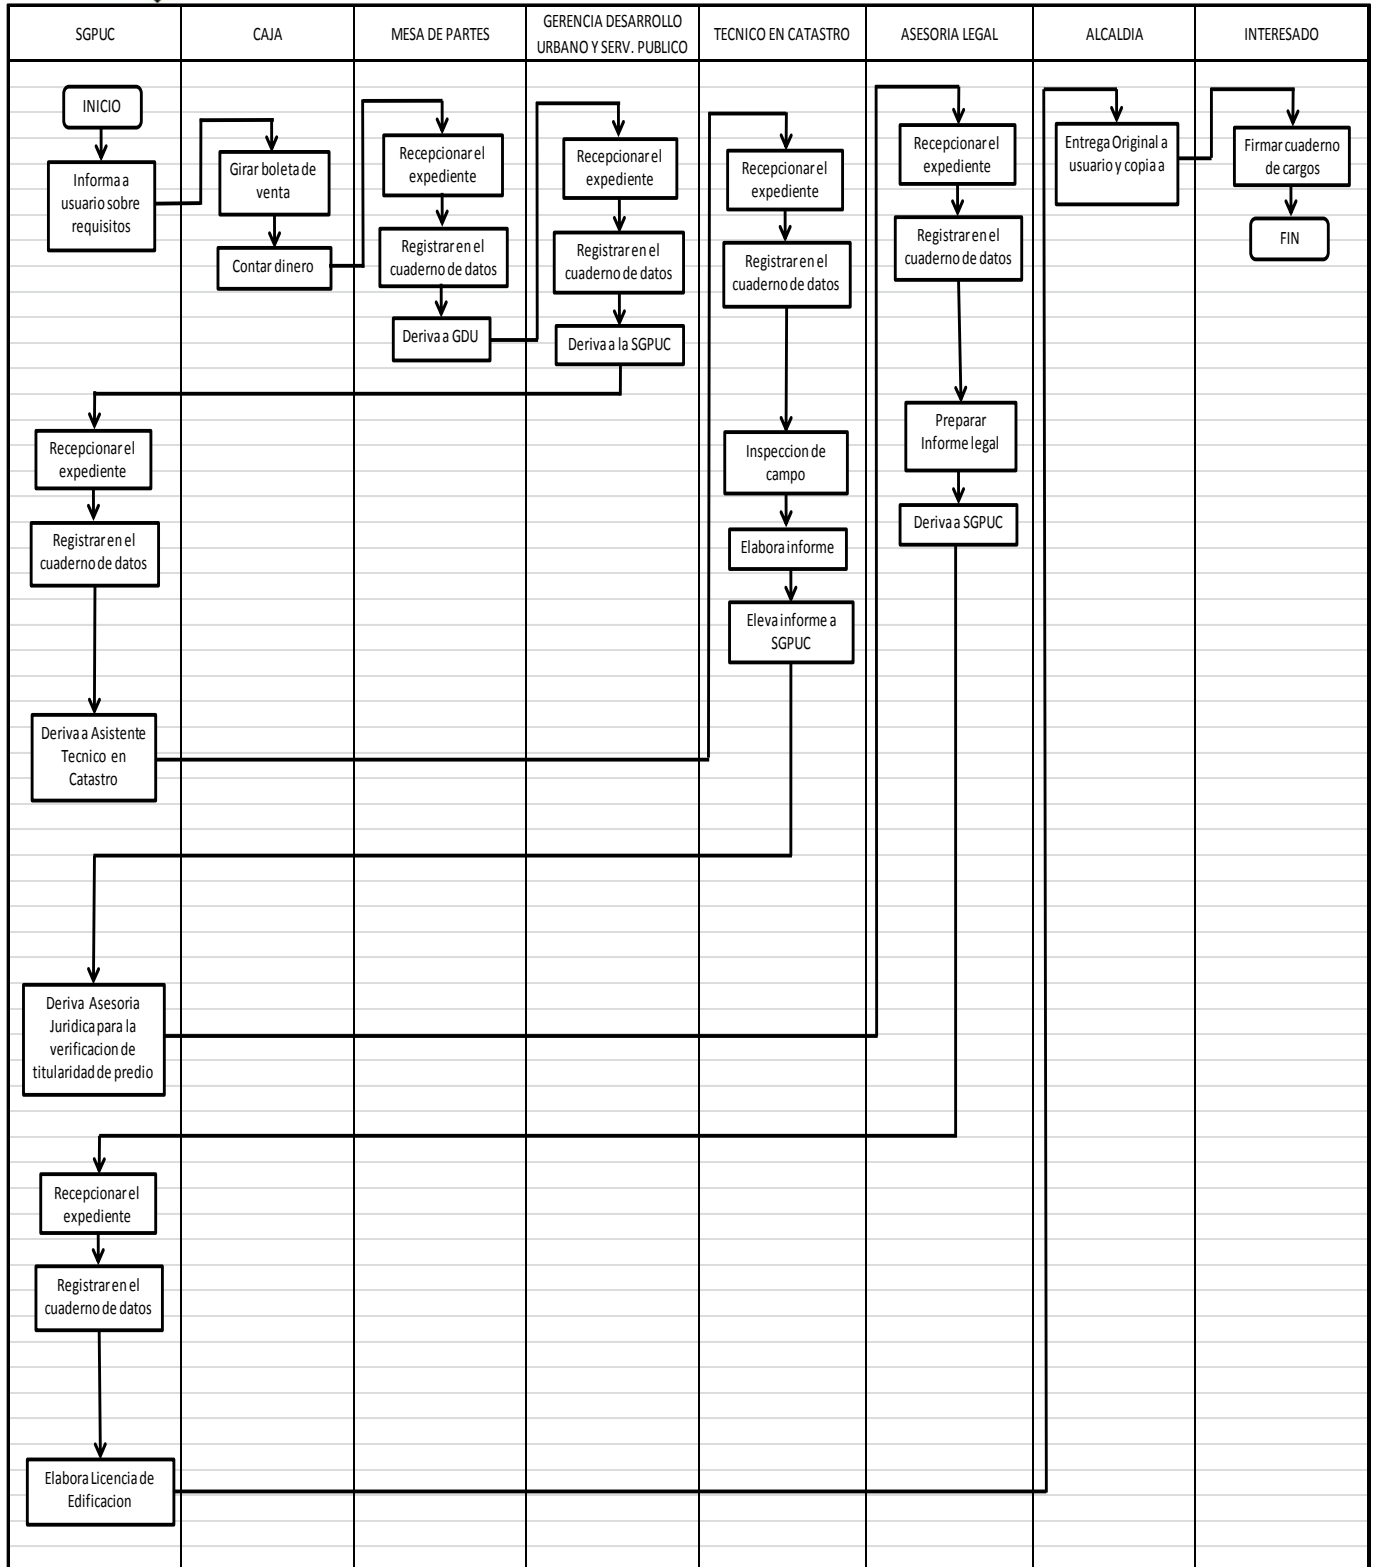 SGPUC
CAJA
MESA DE PARTES
GERENCIA DESARROLLO
URBANO Y SERV. PUBLICO
TECNICO EN CATASTRO
ASESORIA LEGAL
ALCALDIA
INTERESADO
INICIO
Informa a
usuario sobre
requisitos
Girar boleta de
venta
Contar dinero
Recepcionar el
expediente
Registrar en el
cuaderno de datos
Deriva a GDU
Recepcionar el
expediente
Registrar en el
cuaderno de datos
Deriva a la SGPUC
Recepcionar el
expediente
Registrar en el
cuaderno de datos
Deriva a Asistente
Tecnico en
Catastro
Recepcionar el
expediente
Registrar en el
cuaderno de datos
Inspeccion de
campo
Elabora informe
Eleva informe a
SGPUC
Deriva Asesoria
Juridica para la
verificacion de
titularidad de predio
Recepcionar el
expediente
Registrar en el
cuaderno de datos
Preparar
Informe legal
Deriva a SGPUC
Recepcionar el
expediente
Registrar en el
cuaderno de datos
Elabora Licencia de
Edificacion
Entrega Original a
usuario y copia a
Firmar cuaderno
de cargos
FIN